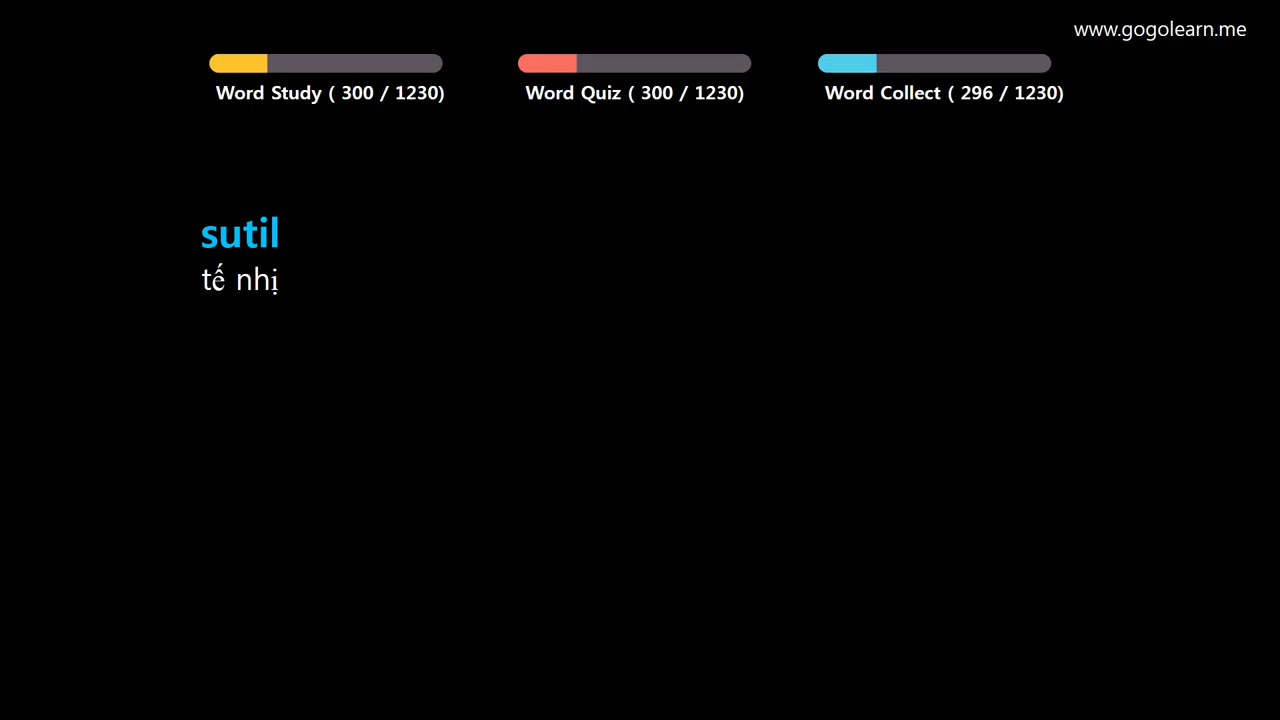 www.gogolearn.me
Word Study ( 300 / 1230)
Word Quiz ( 300 / 1230)
Word Collect ( 296 / 1230)
sutil
tế nhị